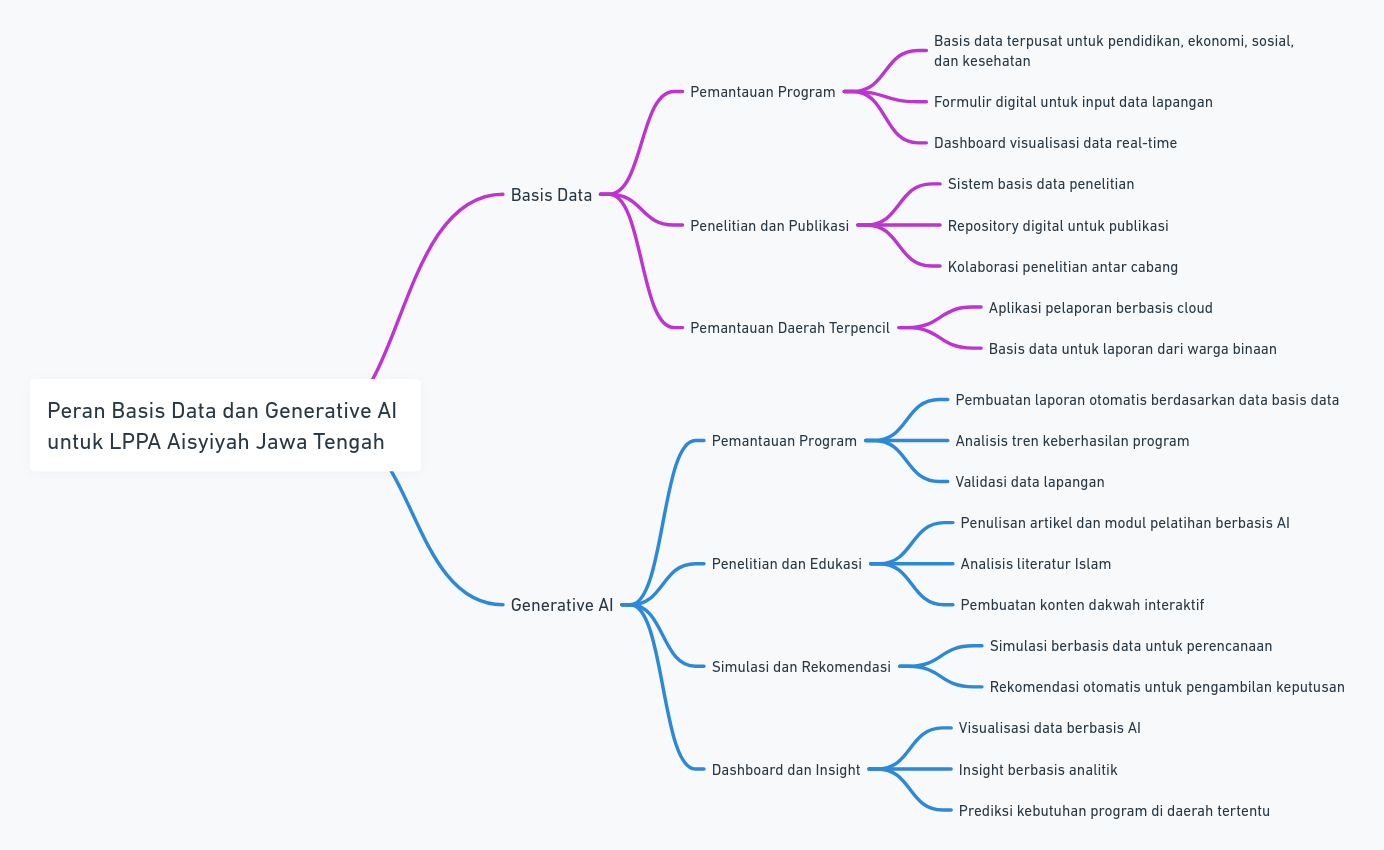 Peran Basis Data dan Generative AI
untuk LPPA Aisyiyah Jawa Tengah
Basis Data
Pemantauan Program
Basis data terpusat untuk pendidikan, ekonomi, sosial,
dan kesehatan
Formulir digital untuk input data lapangan
Dashboard visualisasi data real-time
Penelitian dan Publikasi
Sistem basis data penelitian
Repository digital untuk publikasi
Kolaborasi penelitian antar cabang
Pemantauan Daerah Terpencil
Aplikasi pelaporan berbasis cloud
Basis data untuk laporan dari warga binaan
Generative AI
Pemantauan Program
Pembuatan laporan otomatis berdasarkan data basis data
Analisis tren keberhasilan program
Validasi data lapangan
Penelitian dan Edukasi
Penulisan artikel dan modul pelatihan berbasis AI
Analisis literatur Islam
Pembuatan konten dakwah interaktif
Simulasi dan Rekomendasi
Simulasi berbasis data untuk perencanaan
Rekomendasi otomatis untuk pengambilan keputusan
Dashboard dan Insight
Visualisasi data berbasis AI
Insight berbasis analitik
Prediksi kebutuhan program di daerah tertentu